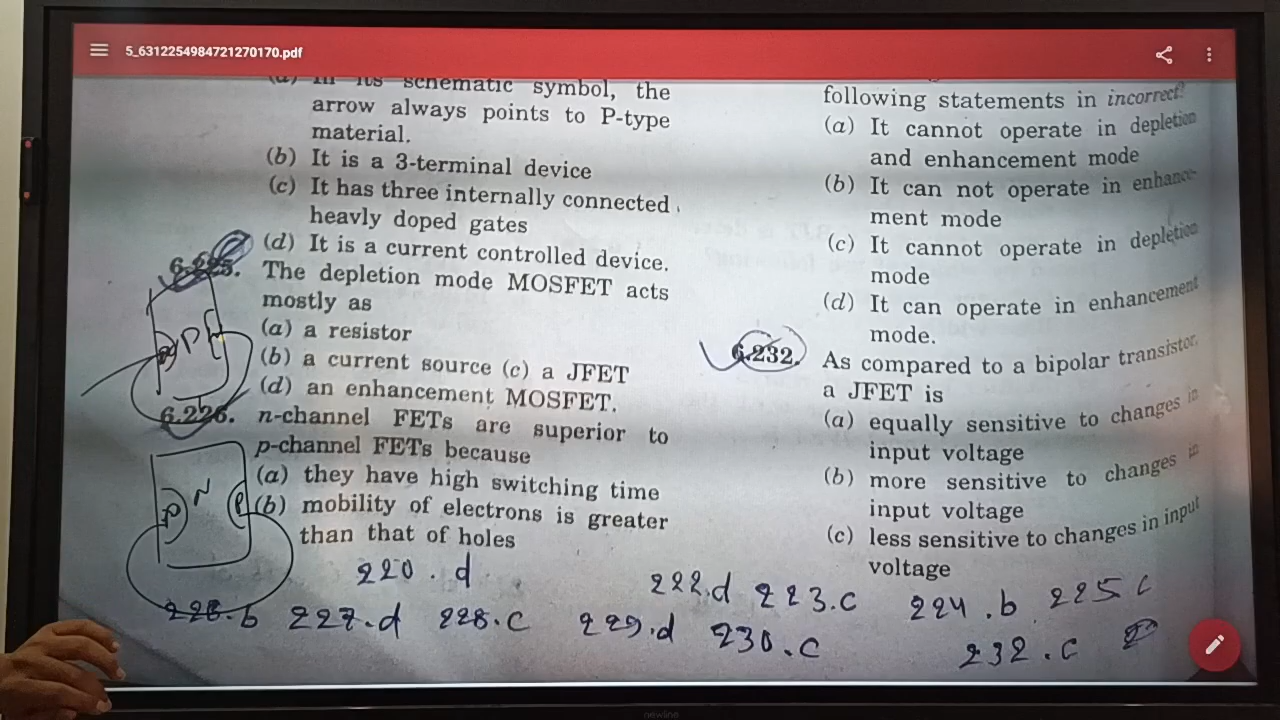 5_6312254984721270170.pdf
(a) In its schematic symbol, the
arrow always points to P-type
material.
(b) It is a 3-terminal device
(c) It has three internally connected
heavly doped gates
(d) It is a current controlled device.
6.225. The depletion mode MOSFET acts
mostly as
(a) a resistor
(b) a current source (c) a JFET
(d) an enhancement MOSFET.
6.226. n-channel FETs are superior to
p-channel FETs because
(a) they have high switching time
(b) mobility of electrons is greater
than that of holes
P
N
P
following statements in incorrect?
(a) It cannot operate in depletion
and enhancement mode
(b) It can not operate in enhance-
ment mode
(c) It cannot operate in depletion
mode
(d) It can operate in enhancement
mode.
6.232. As compared to a bipolar transistor,
a JFET is
(a) equally sensitive to changes in
input voltage
(b) more sensitive to changes in
input voltage
(c) less sensitive to changes in input
voltage
220. d 222.d 223.c 224.b 225 c
226.b 227.d 228.c 229.d 230.c 232.c
newline